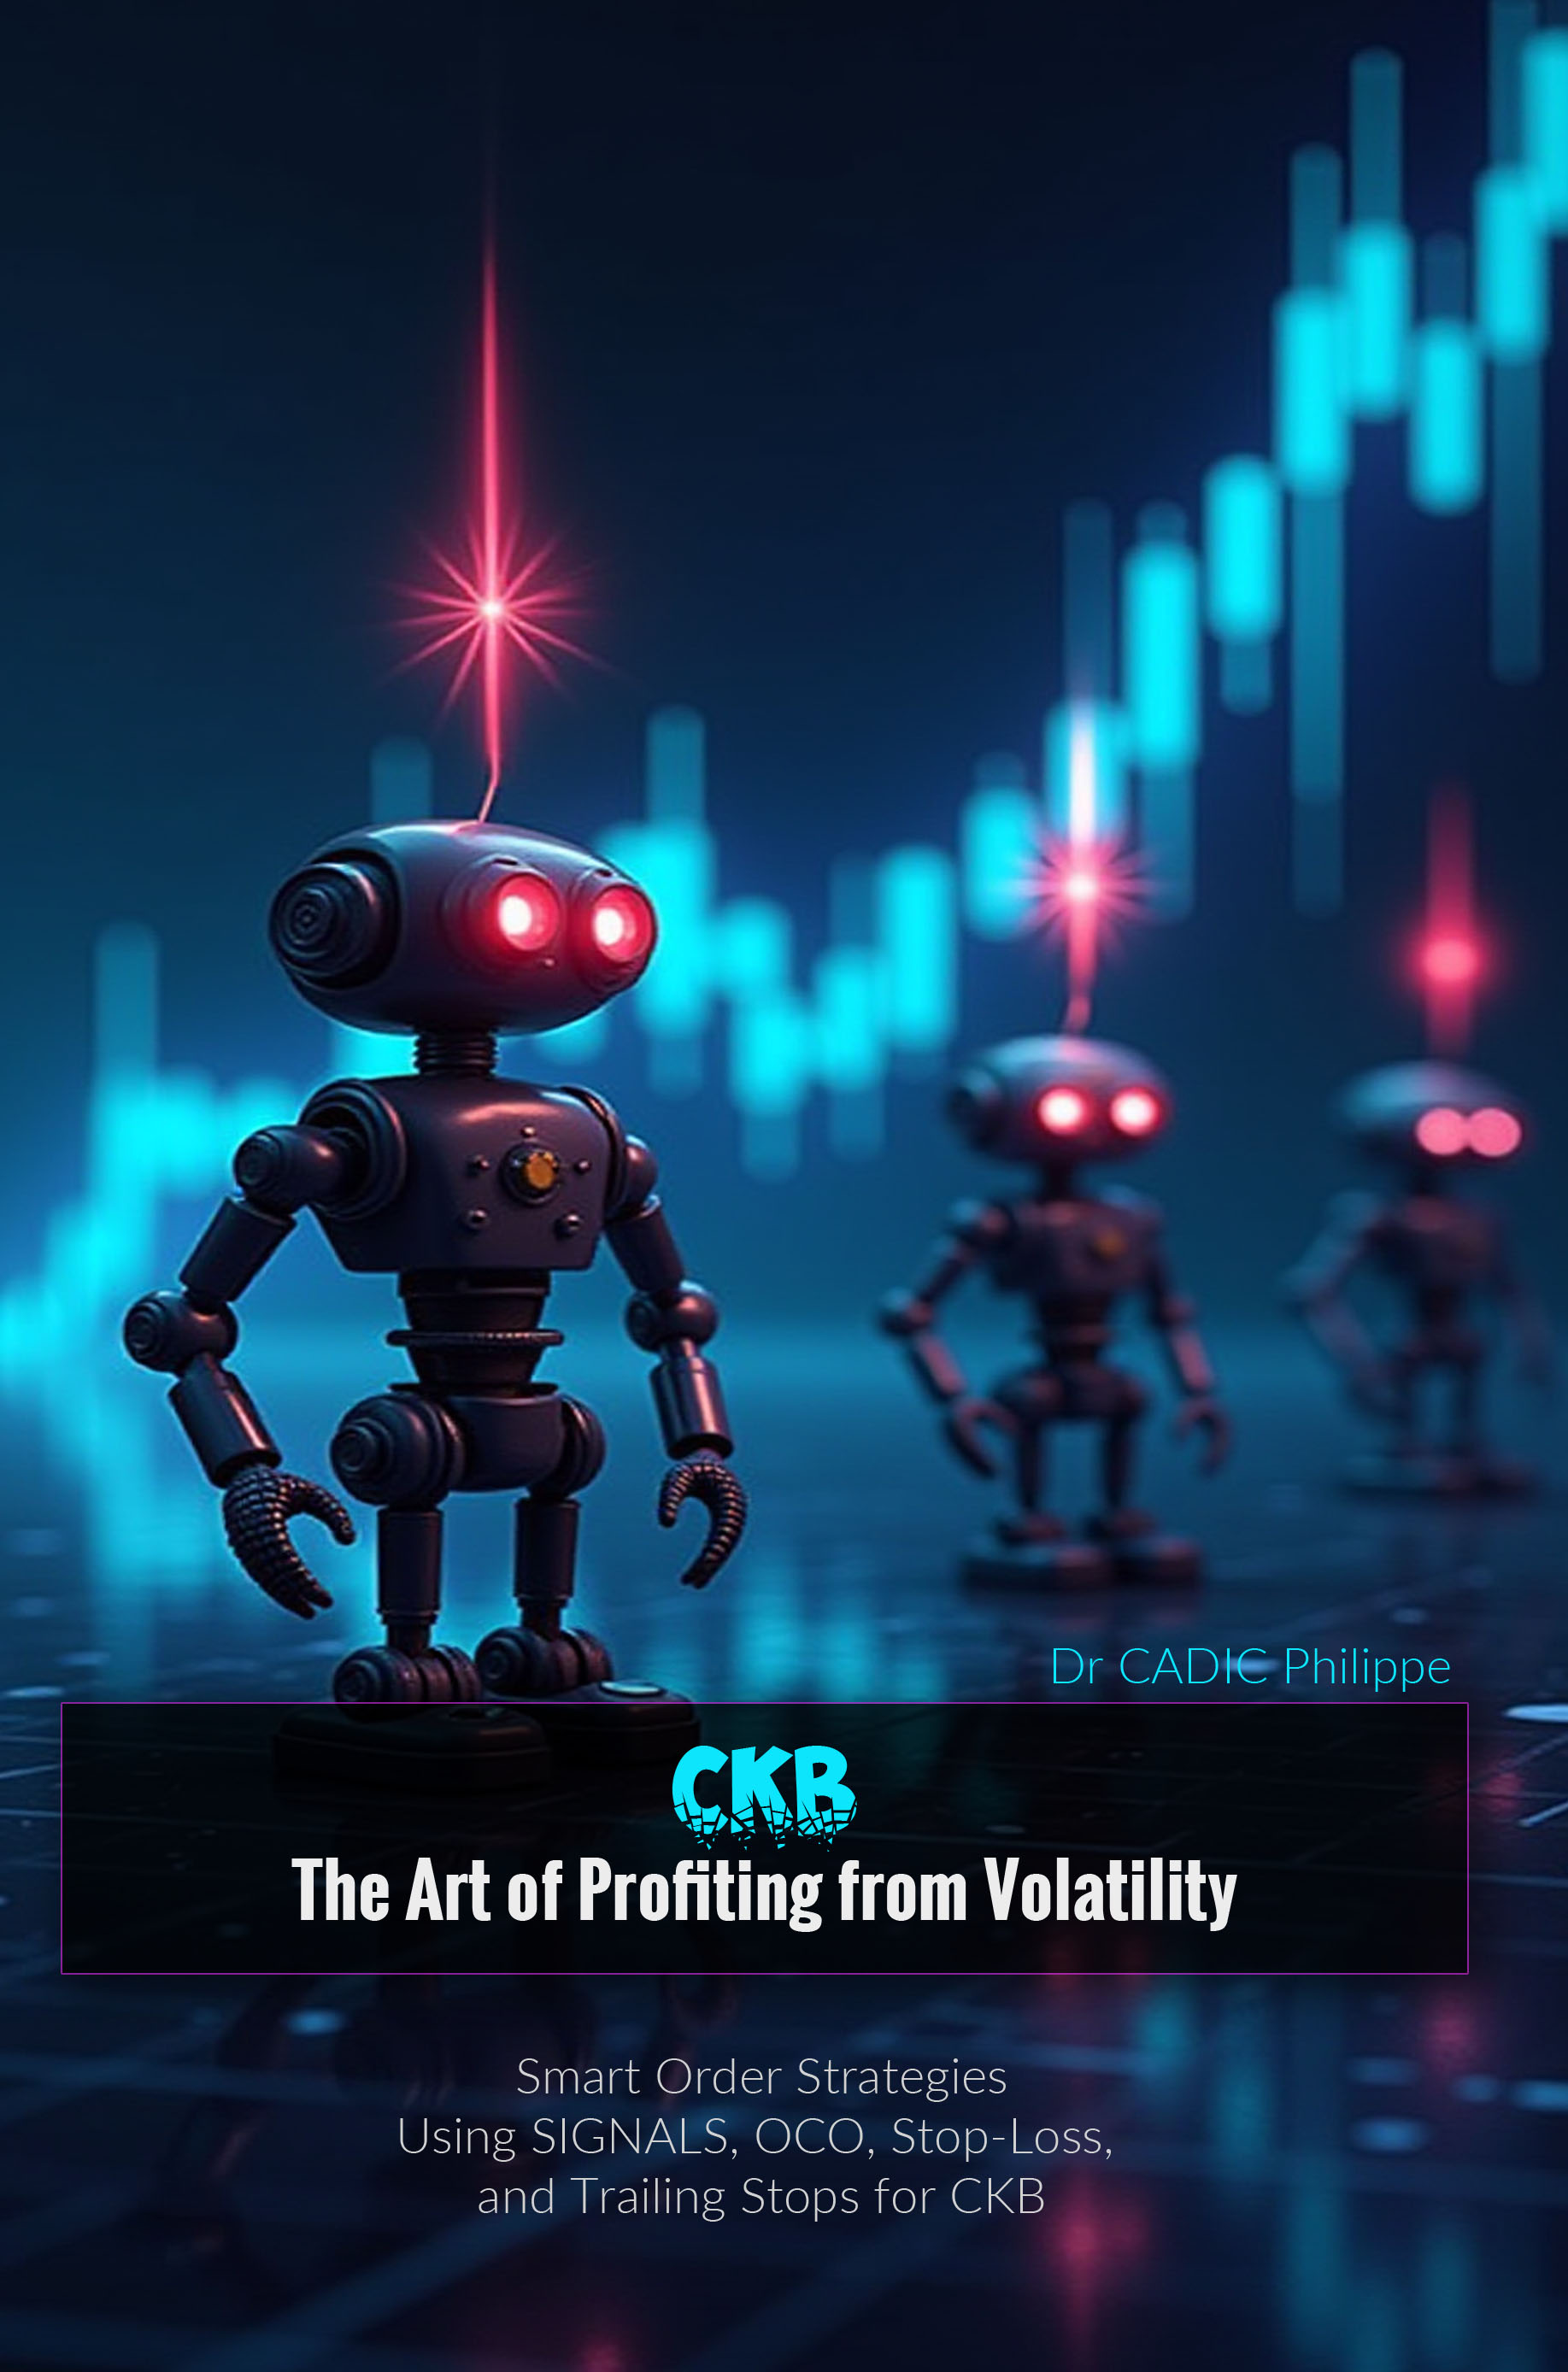 Dr CADIC Philippe
CKB
The Art of Profiting from Volatility
Smart Order Strategies
Using SIGNALS, OCO, Stop-Loss,
and Trailing Stops for CKB